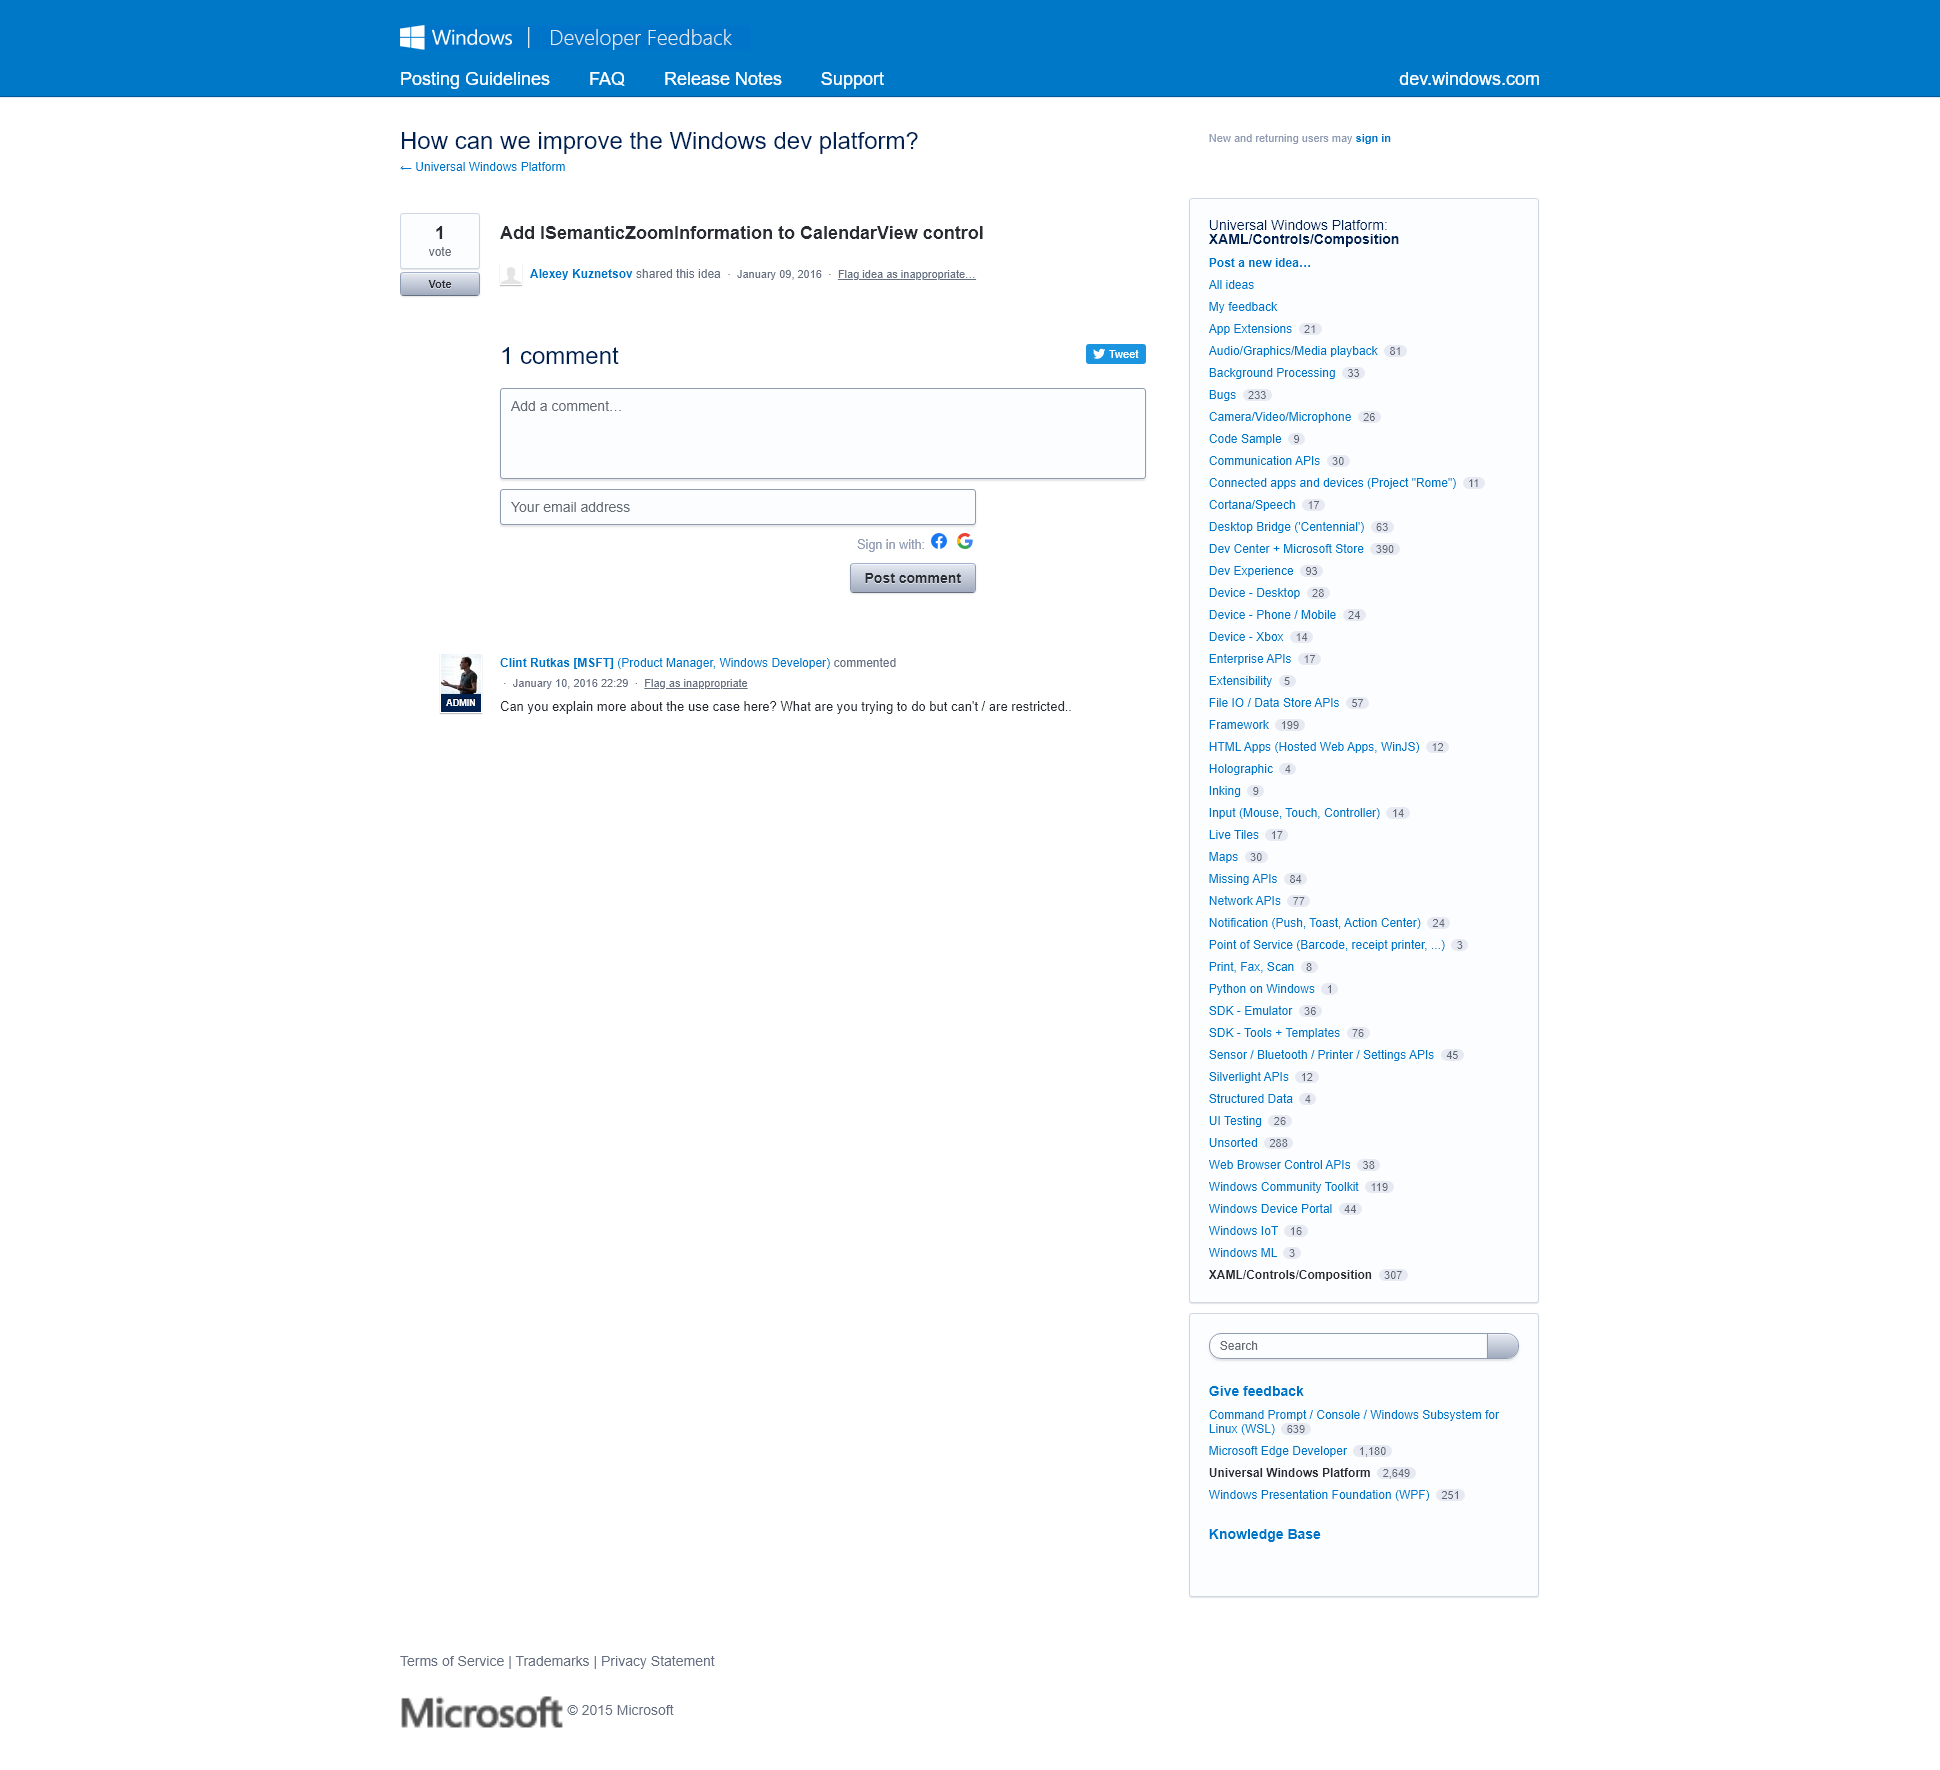 Windows | Developer Feedback
Posting Guidelines FAQ Release Notes Support dev.windows.com
How can we improve the Windows dev platform?
← Universal Windows Platform
New and returning users may sign in
1
vote
Vote
Add ISemanticZoomInformation to CalendarView control
Alexey Kuznetsov shared this idea · January 09, 2016 · Flag idea as inappropriate…
1 comment
Tweet
Add a comment…
Your email address
Sign in with:
Post comment
ADMIN
Clint Rutkas [MSFT] (Product Manager, Windows Developer) commented
· January 10, 2016 22:29 · Flag as inappropriate
Can you explain more about the use case here? What are you trying to do but can't / are restricted..
Universal Windows Platform:
XAML/Controls/Composition
Post a new idea…
All ideas
My feedback
App Extensions 21
Audio/Graphics/Media playback 81
Background Processing 33
Bugs 233
Camera/Video/Microphone 26
Code Sample 9
Communication APIs 30
Connected apps and devices (Project "Rome") 11
Cortana/Speech 17
Desktop Bridge ('Centennial') 63
Dev Center + Microsoft Store 390
Dev Experience 93
Device - Desktop 28
Device - Phone / Mobile 24
Device - Xbox 14
Enterprise APIs 17
Extensibility 5
File IO / Data Store APIs 57
Framework 199
HTML Apps (Hosted Web Apps, WinJS) 12
Holographic 4
Inking 9
Input (Mouse, Touch, Controller) 14
Live Tiles 17
Maps 30
Missing APIs 84
Network APIs 77
Notification (Push, Toast, Action Center) 24
Point of Service (Barcode, receipt printer, ...) 3
Print, Fax, Scan 8
Python on Windows 1
SDK - Emulator 36
SDK - Tools + Templates 76
Sensor / Bluetooth / Printer / Settings APIs 45
Silverlight APIs 12
Structured Data 4
UI Testing 26
Unsorted 288
Web Browser Control APIs 38
Windows Community Toolkit 119
Windows Device Portal 44
Windows IoT 16
Windows ML 3
XAML/Controls/Composition 307
Search
Give feedback
Command Prompt / Console / Windows Subsystem for
Linux (WSL) 639
Microsoft Edge Developer 1,180
Universal Windows Platform 2,649
Windows Presentation Foundation (WPF) 251
Knowledge Base
Terms of Service | Trademarks | Privacy Statement
Microsoft © 2015 Microsoft